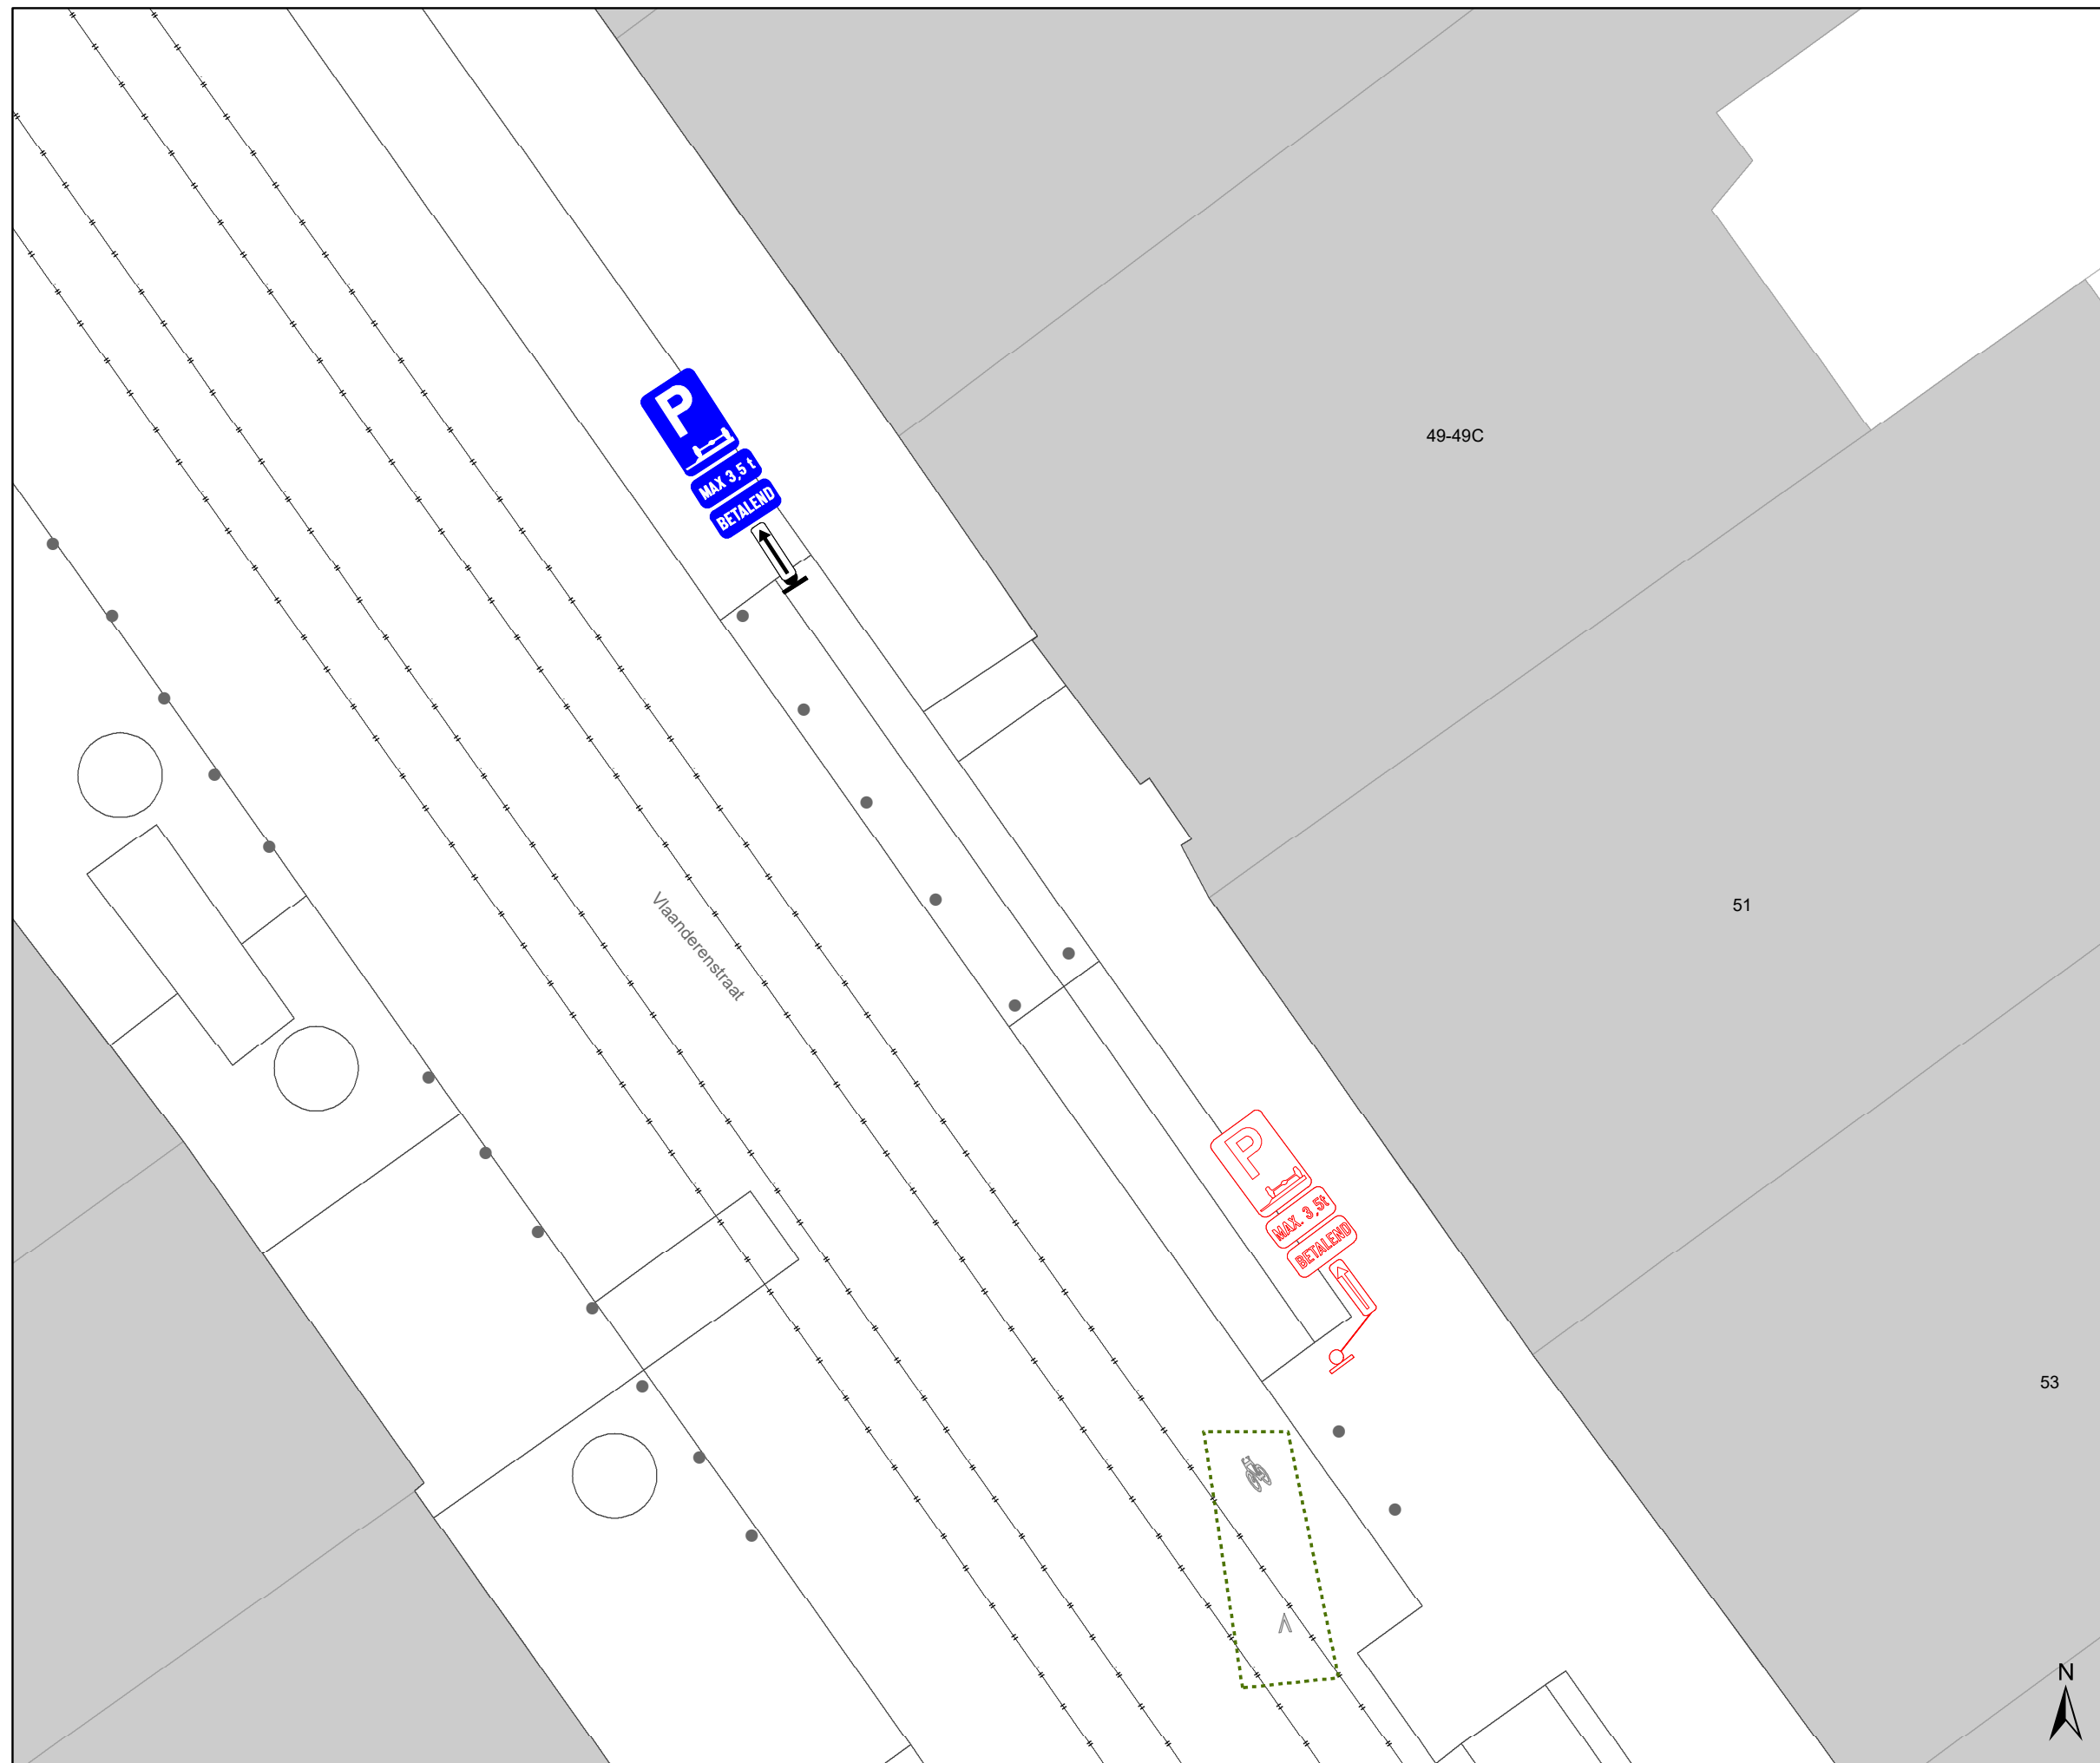 P
MAX 3,5 t
BETALEND
49-49C
51
Vlaanderenstraat
P
MAX. 3,5t
BETALEND
53
N